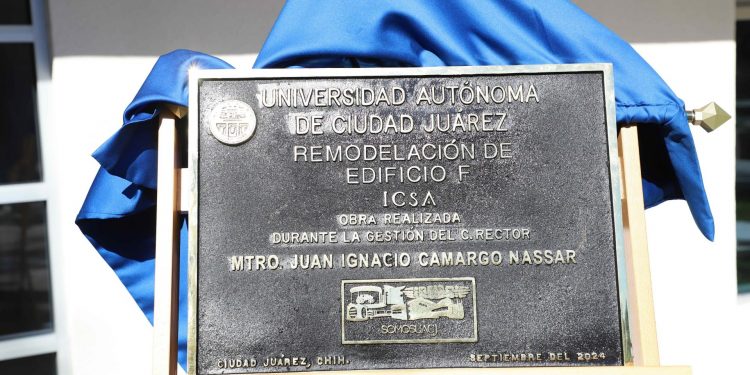 UNIVERSIDAD AUTÓNOMA
DE CIUDAD JUÁREZ
REMODELACIÓN DE
EDIFICIO F
ICSA
OBRA REALIZADA
DURANTE LA GESTIÓN DEL C. RECTOR
MTRO. JUAN IGNACIO CAMARGO NASSAR
SOMOSUACJ
CIUDAD JUÁREZ, CHIH. SEPTIEMBRE DEL 2024